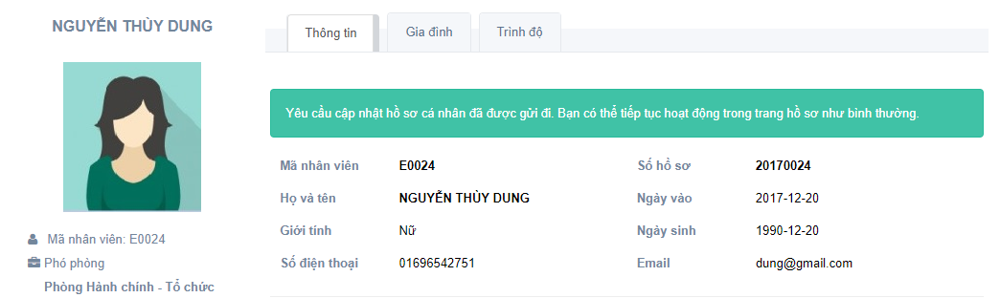 NGUYỄN THÙY DUNG
Mã nhân viên: E0024
Phó phòng
Phòng Hành chính - Tổ chức
Thông tin Gia đình Trình độ
Yêu cầu cập nhật hồ sơ cá nhân đã được gửi đi. Bạn có thể tiếp tục hoạt động trong trang hồ sơ như bình thường.
Mã nhân viên E0024 Số hồ sơ 20170024
Họ và tên NGUYỄN THÙY DUNG Ngày vào 2017-12-20
Giới tính Nữ Ngày sinh 1990-12-20
Số điện thoại 01696542751 Email dung@gmail.com